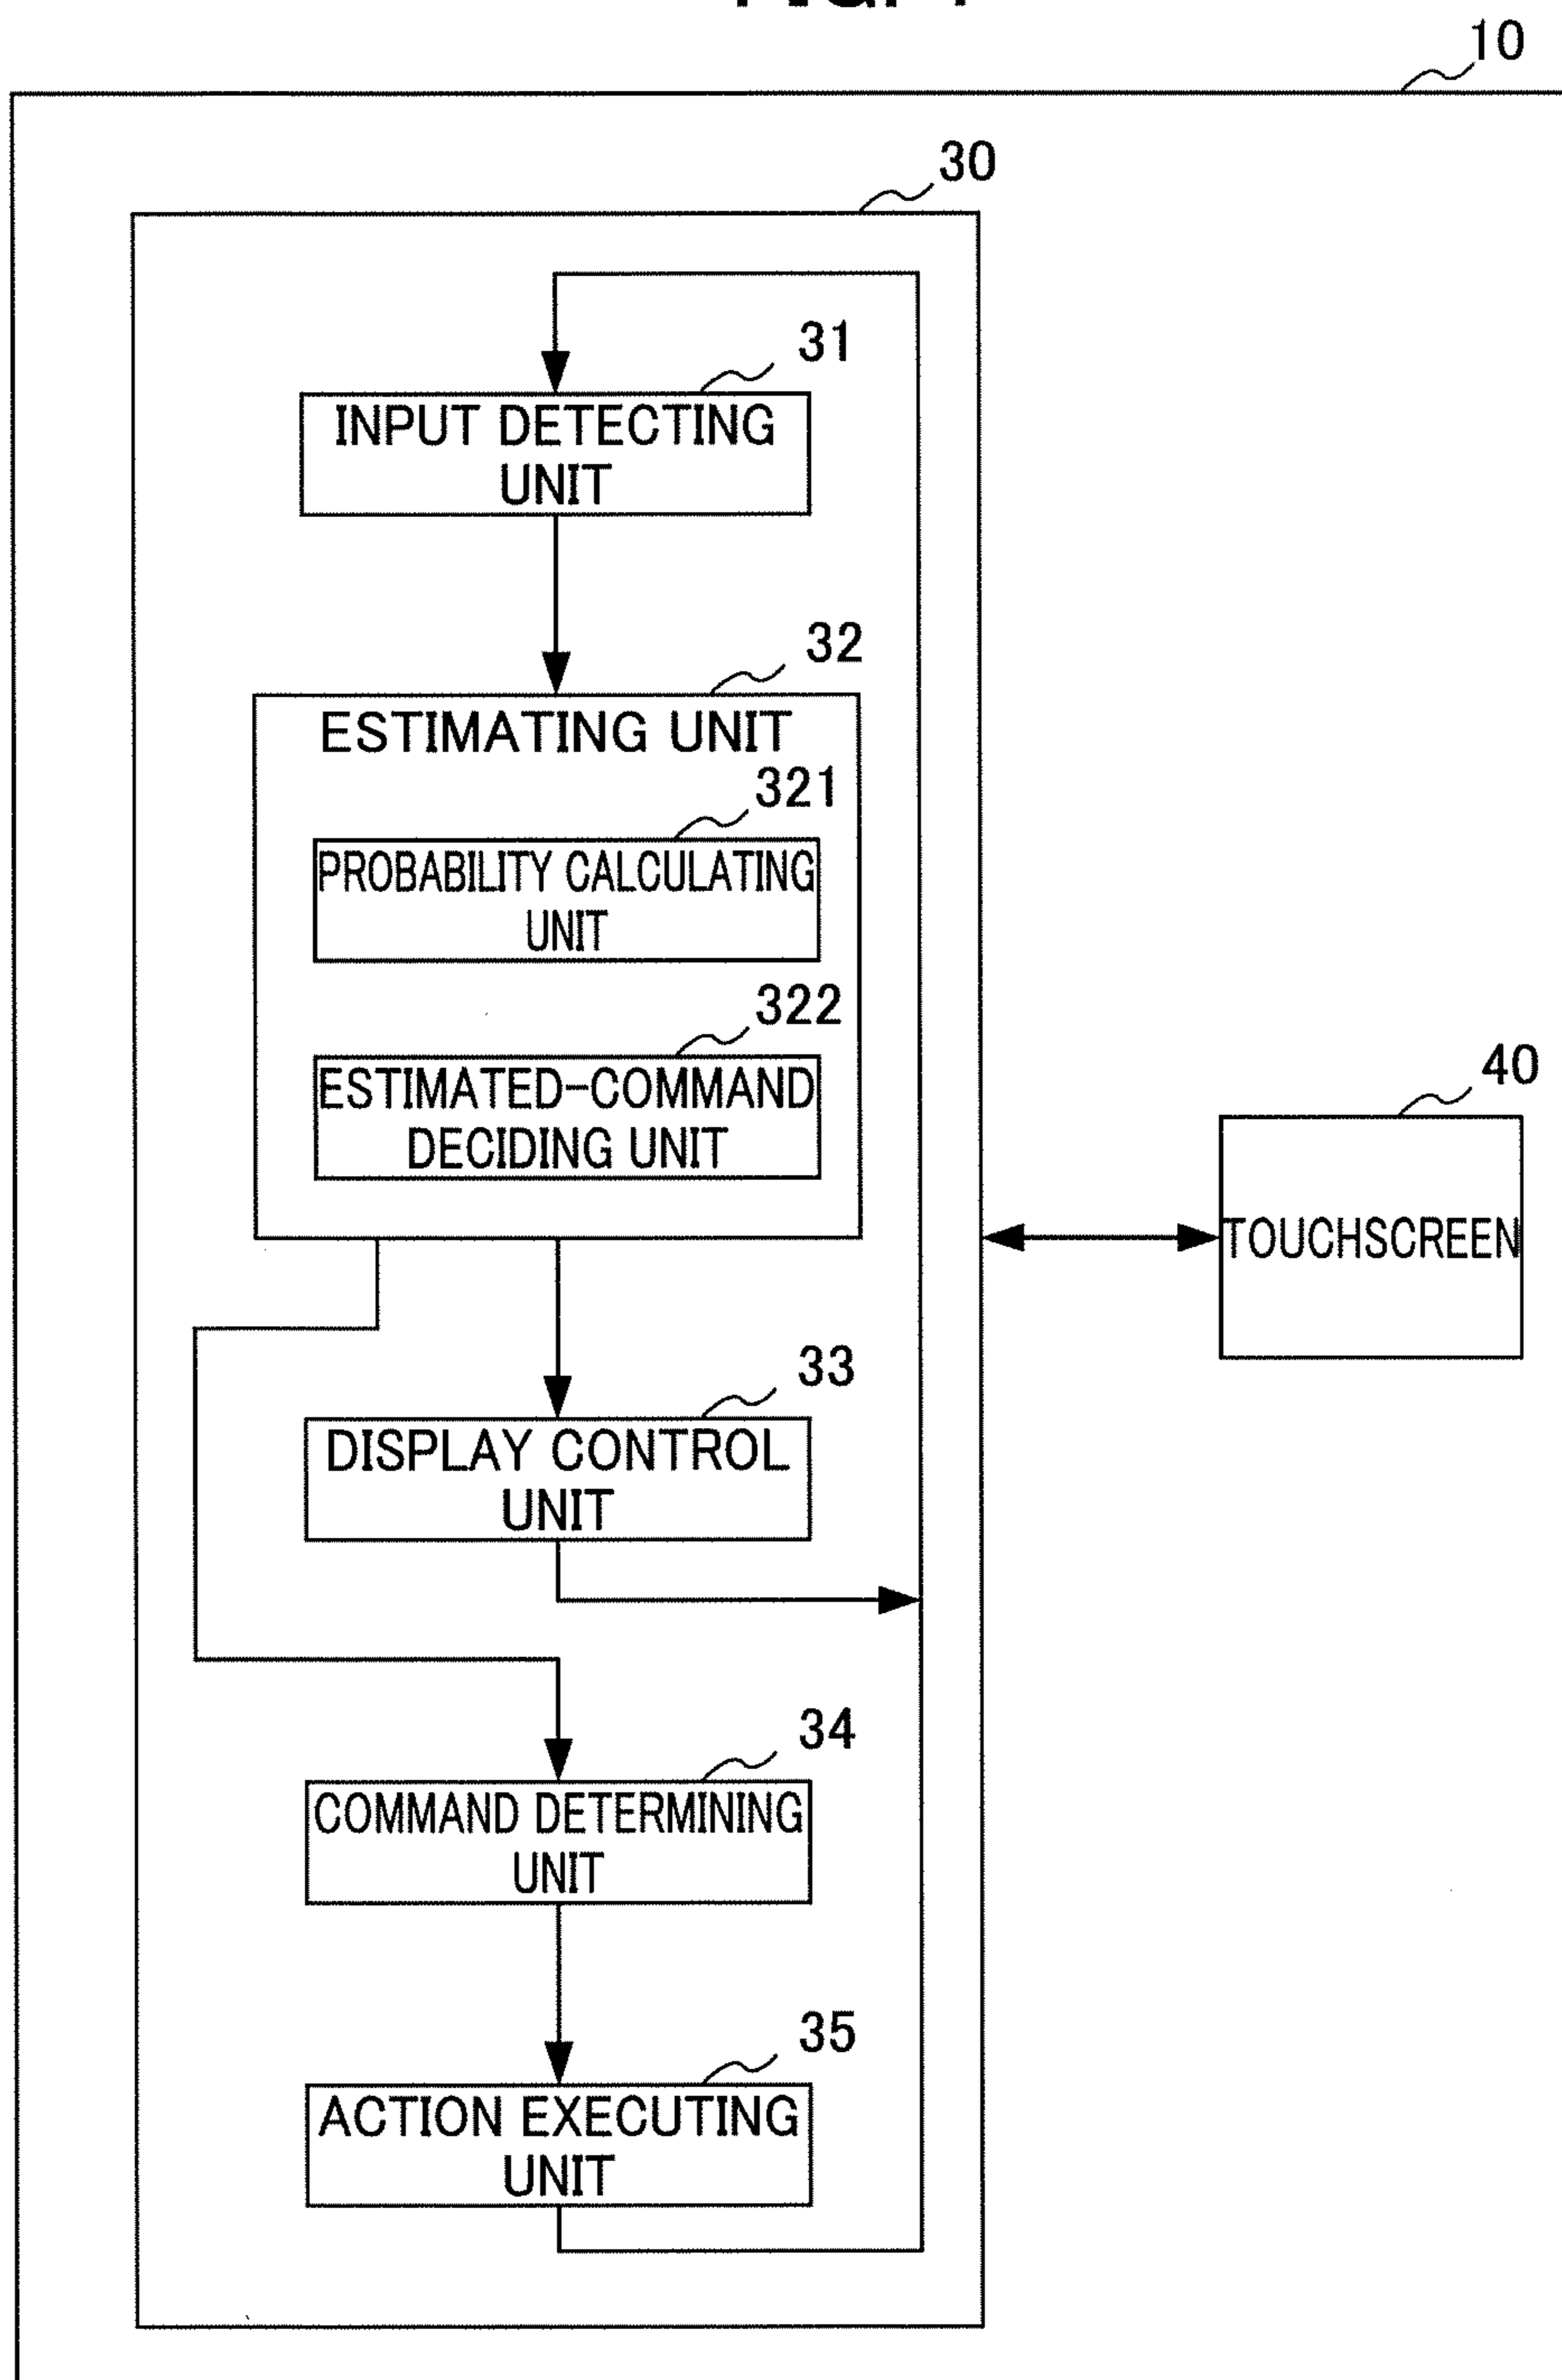 10
30
31
INPUT DETECTING
UNIT
32
ESTIMATING UNIT
321
PROBABILITY CALCULATING
UNIT
322
ESTIMATED-COMMAND
DECIDING UNIT
40
TOUCHSCREEN
33
DISPLAY CONTROL
UNIT
34
COMMAND DETERMINING
UNIT
35
ACTION EXECUTING
UNIT